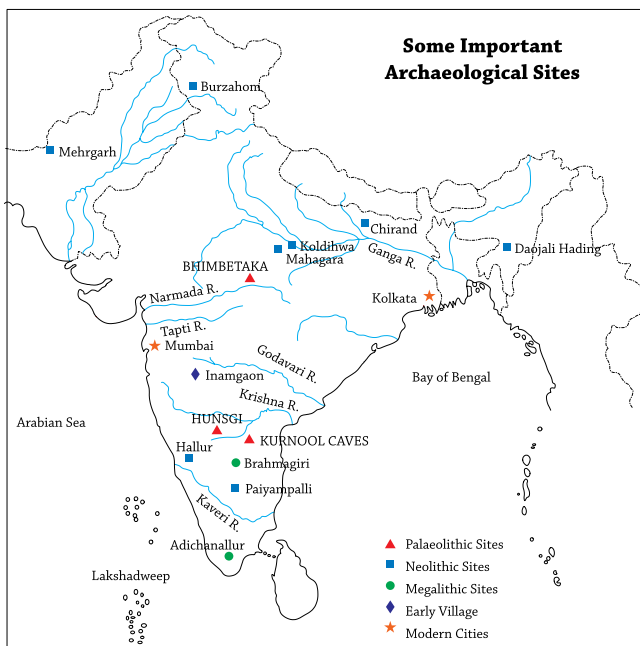 Some Important
Archaeological Sites
Burzahom
Mehrgarh
Chirand
Koldihwa
Mahagara
Ganga R.
Daojali Hading
BHIMBETAKA
Narmada R.
Kolkata
Tapti R.
Mumbai
Godavari R.
Inamgaon
Bay of Bengal
Krishna R.
Arabian Sea
HUNSGI
KURNOOL CAVES
Hallur
Brahmagiri
Paiyampalli
Kaveri R.
Adichanallur
Lakshadweep
Palaeolithic Sites
Neolithic Sites
Megalithic Sites
Early Village
Modern Cities